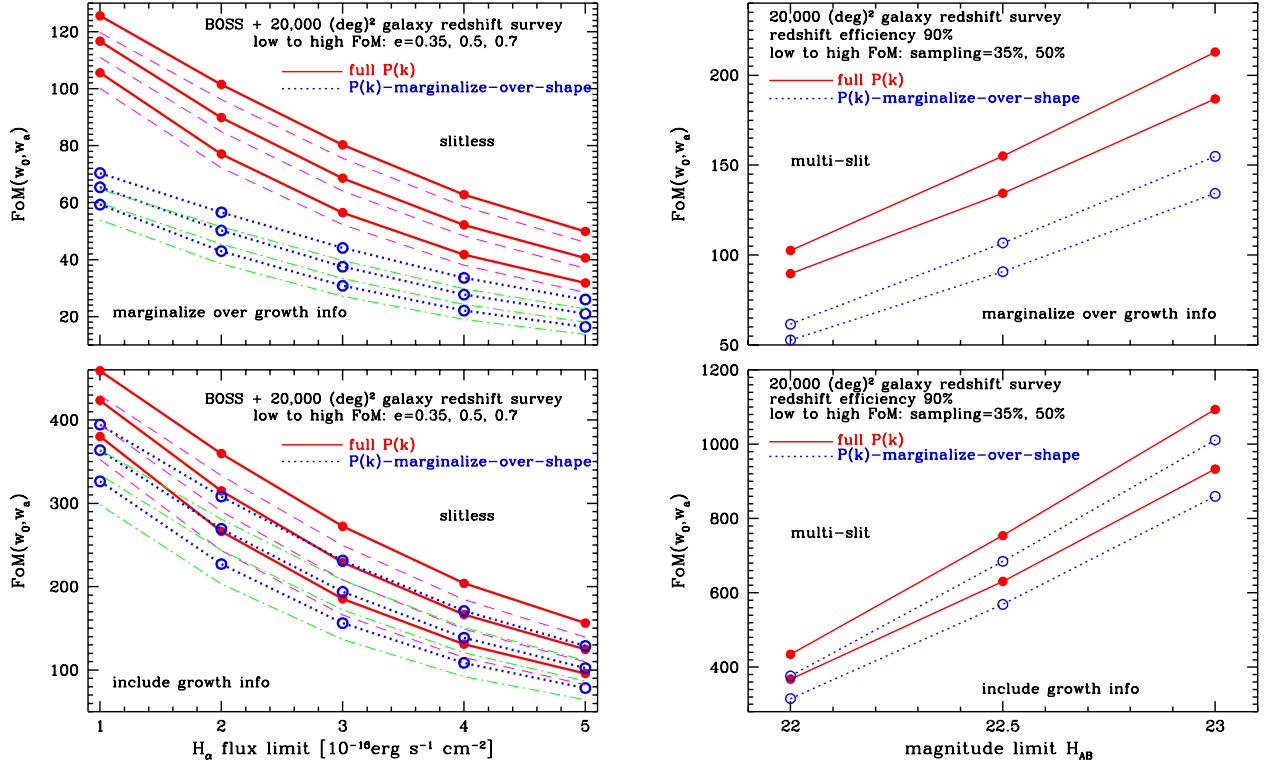 BOSS + 20,000 (deg)² galaxy redshift survey
low to high FoM: e=0.35, 0.5, 0.7
full P(k)
P(k)-marginalize-over-shape
slitless
marginalize over growth info
FoM(w₀,wₐ)
120
100
80
60
40
20
20,000 (deg)² galaxy redshift survey
redshift efficiency 90%
low to high FoM: sampling=35%, 50%
full P(k)
P(k)-marginalize-over-shape
multi-slit
marginalize over growth info
FoM(w₀,wₐ)
200
150
100
50
BOSS + 20,000 (deg)² galaxy redshift survey
low to high FoM: e=0.35, 0.5, 0.7
full P(k)
P(k)-marginalize-over-shape
slitless
include growth info
FoM(w₀,wₐ)
400
300
200
100
1 2 3 4 5
Hα flux limit [10⁻¹⁶erg s⁻¹ cm⁻²]
20,000 (deg)² galaxy redshift survey
redshift efficiency 90%
low to high FoM: sampling=35%, 50%
full P(k)
P(k)-marginalize-over-shape
multi-slit
include growth info
FoM(w₀,wₐ)
1200
1000
800
600
400
22 22.5 23
magnitude limit H_AB